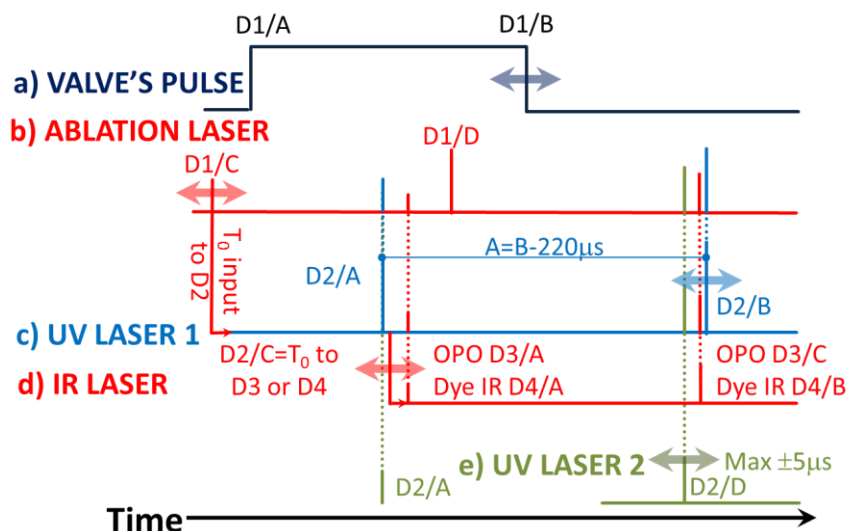 D1/A
D1/B
a) VALVE'S PULSE
b) ABLATION LASER
D1/C
D1/D
T₀ input
to D2
A=B-220μs
D2/A
D2/B
c) UV LASER 1
D2/C=T₀ to
D3 or D4
OPO D3/A
Dye IR D4/A
OPO D3/C
Dye IR D4/B
d) IR LASER
e) UV LASER 2
Max ±5μs
D2/A
D2/D
Time